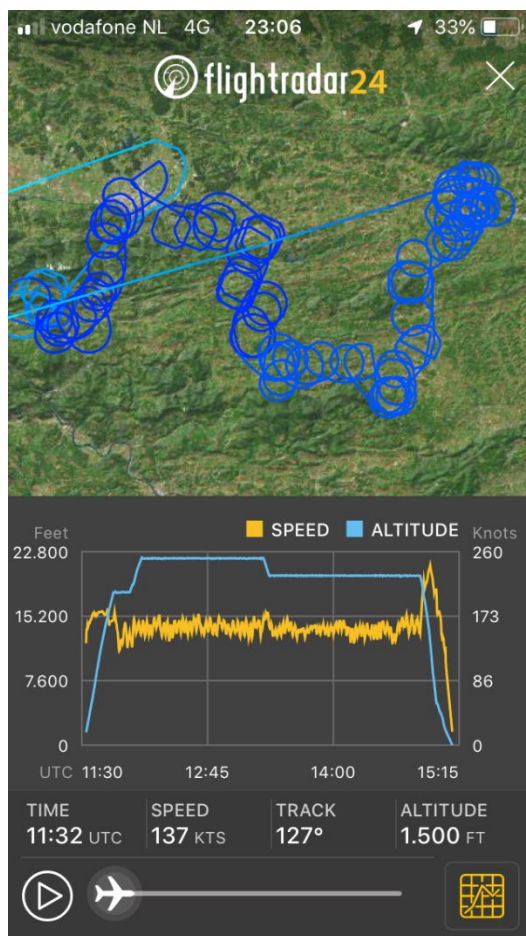 vodafone NL 4G 23:06 33%
flightradar24
Feet SPEED ALTITUDE Knots
22.800 260
15.200 173
7.600 86
0 0
UTC 11:30 12:45 14:00 15:15
TIME SPEED TRACK ALTITUDE
11:32 UTC 137 KTS 127° 1.500 FT